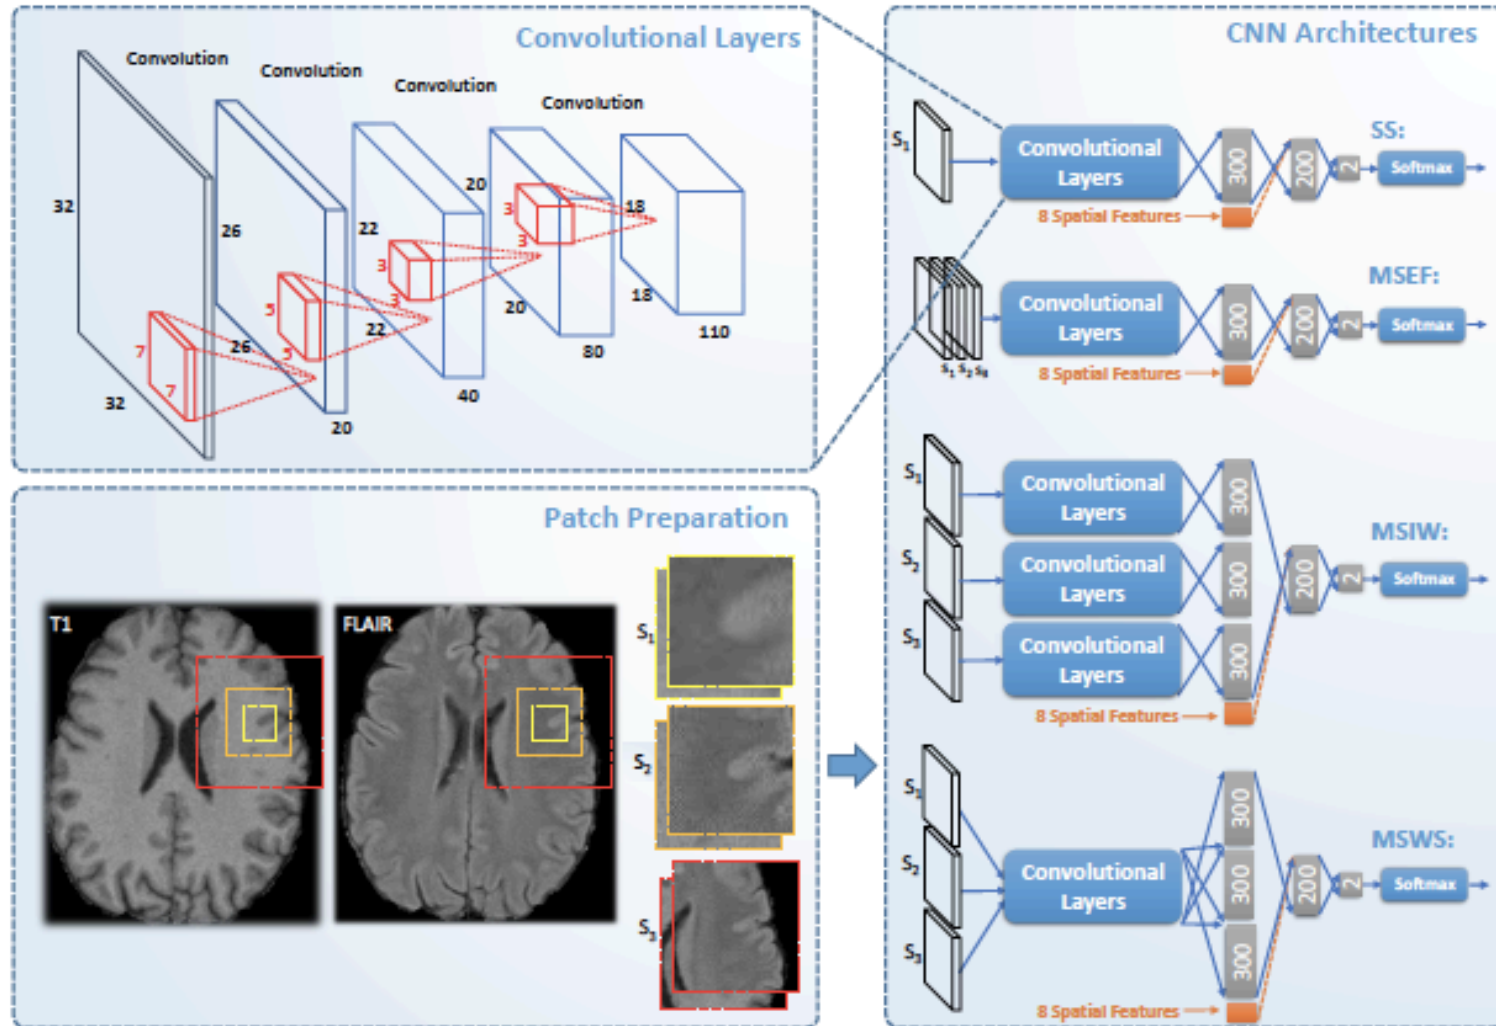 Convolutional Layers
Convolution
Convolution
Convolution
Convolution
32
32
7
7
26
26
20
5
5
22
22
40
3
3
20
20
80
3
3
18
18
110
Patch Preparation
T1
FLAIR
S1
S2
S3
CNN Architectures
SS:
S1
Convolutional
Layers
300
200
2
Softmax
8 Spatial Features
MSEF:
S1 S2 S3
Convolutional
Layers
300
200
2
Softmax
8 Spatial Features
MSIW:
S1
Convolutional
Layers
300
S2
Convolutional
Layers
300
S3
Convolutional
Layers
300
200
2
Softmax
8 Spatial Features
MSWS:
S1
S2
S3
Convolutional
Layers
300
300
300
200
2
Softmax
8 Spatial Features